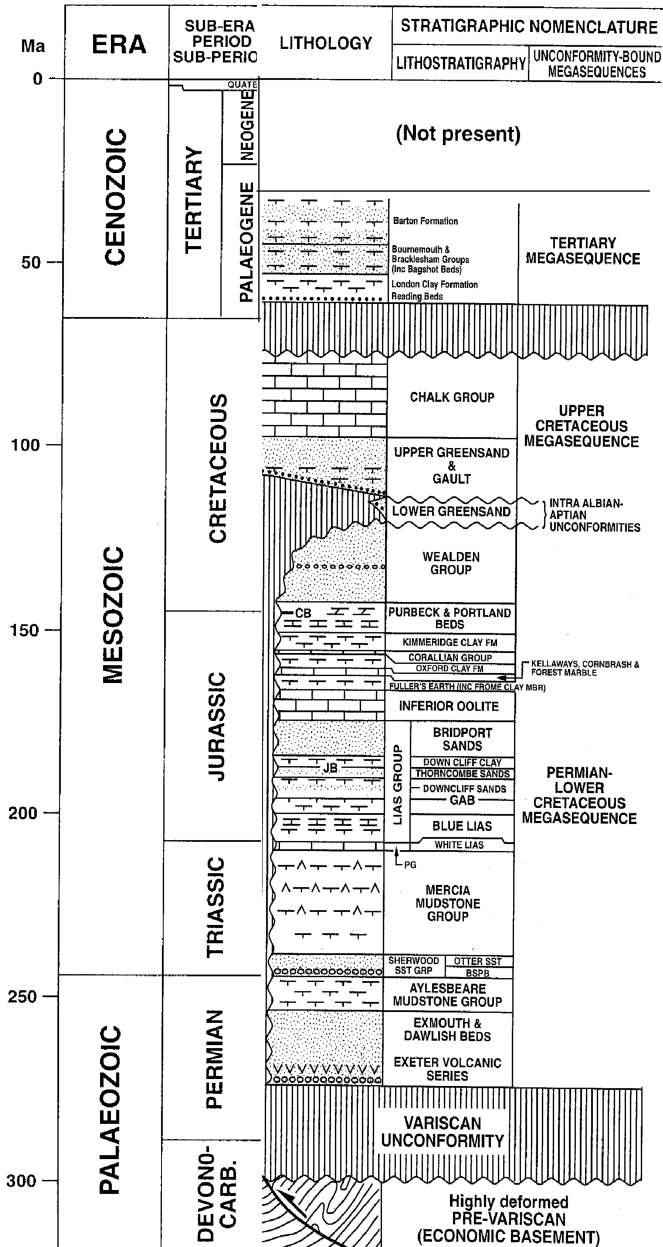 Ma
ERA
SUB-ERA
PERIOD
SUB-PERIOD
LITHOLOGY
STRATIGRAPHIC NOMENCLATURE
LITHOSTRATIGRAPHY
UNCONFORMITY-BOUND
MEGASEQUENCES
0
50
100
150
200
250
300
CENOZOIC
MESOZOIC
PALAEOZOIC
TERTIARY
QUATE
NEOGENE
PALAEOGENE
CRETACEOUS
JURASSIC
TRIASSIC
PERMIAN
DEVONO-
CARB.
CB
JB
(Not present)
Barton Formation
Bournemouth &
Bracklesham Groups
(Inc Bagshot Beds)
London Clay Formation
Reading Beds
TERTIARY
MEGASEQUENCE
CHALK GROUP
UPPER GREENSAND
&
GAULT
LOWER GREENSAND
WEALDEN
GROUP
UPPER
CRETACEOUS
MEGASEQUENCE
INTRA ALBIAN-
APTIAN
UNCONFORMITIES
PURBECK & PORTLAND
BEDS
KIMMERIDGE CLAY FM
CORALLIAN GROUP
OXFORD CLAY FM
KELLAWAYS, CORNBRASH &
FOREST MARBLE
FULLER'S EARTH (INC FROME CLAY MBR)
INFERIOR OOLITE
LIAS GROUP
BRIDPORT
SANDS
DOWN CLIFF CLAY
THORNCOMBE SANDS
DOWNCLIFF SANDS
GAB
BLUE LIAS
WHITE LIAS
PG
PERMIAN-
LOWER
CRETACEOUS
MEGASEQUENCE
MERCIA
MUDSTONE
GROUP
SHERWOOD
SST GRP
OTTER SST
BSPB
AYLESBEARE
MUDSTONE GROUP
EXMOUTH &
DAWLISH BEDS
EXETER VOLCANIC
SERIES
VARISCAN
UNCONFORMITY
Highly deformed
PRE-VARISCAN
(ECONOMIC BASEMENT)